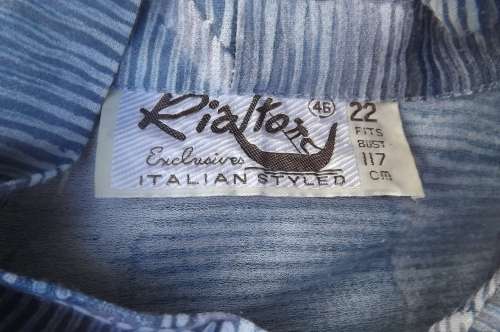 Rialto
Exclusives
ITALIAN STYLED
46
22
FITS
BUST
117
CM